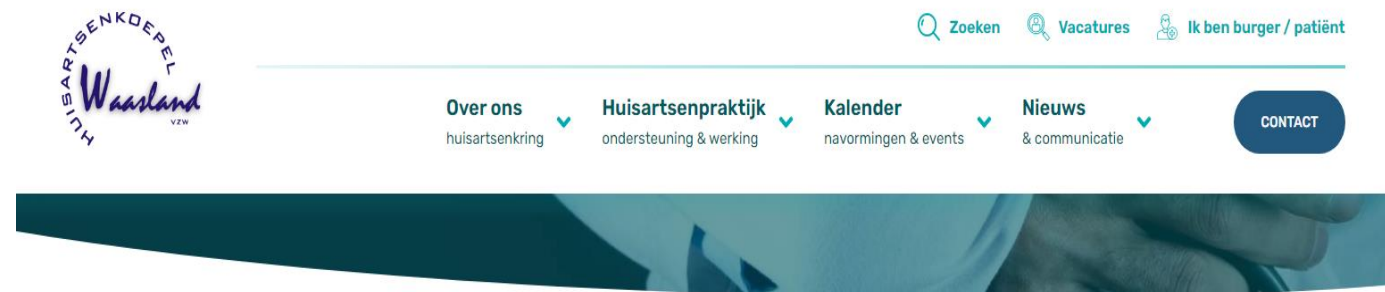 HUISARTSENKOEPEL
Waasland
VZW
Zoeken Vacatures Ik ben burger / patiënt
Over ons Huisartsenpraktijk Kalender Nieuws
huisartsenkring ondersteuning & werking navormingen & events & communicatie
CONTACT